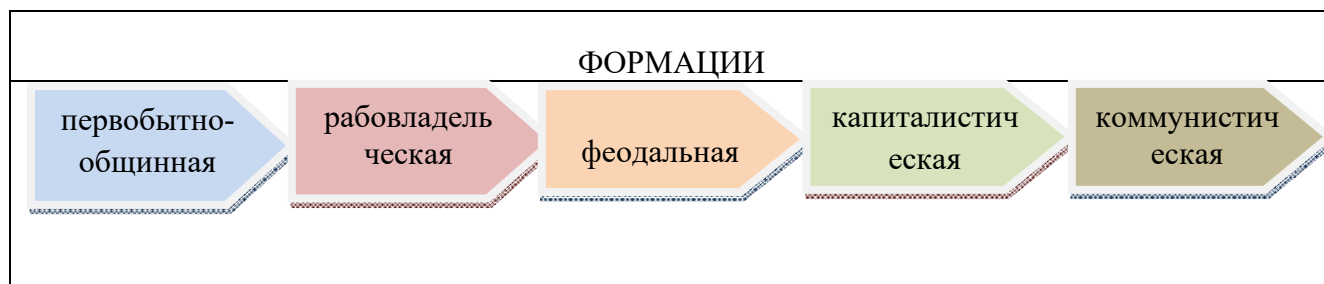 ФОРМАЦИИ
первобытно-
общинная
рабовладель
ческая
феодальная
капиталистич
еская
коммунистич
еская